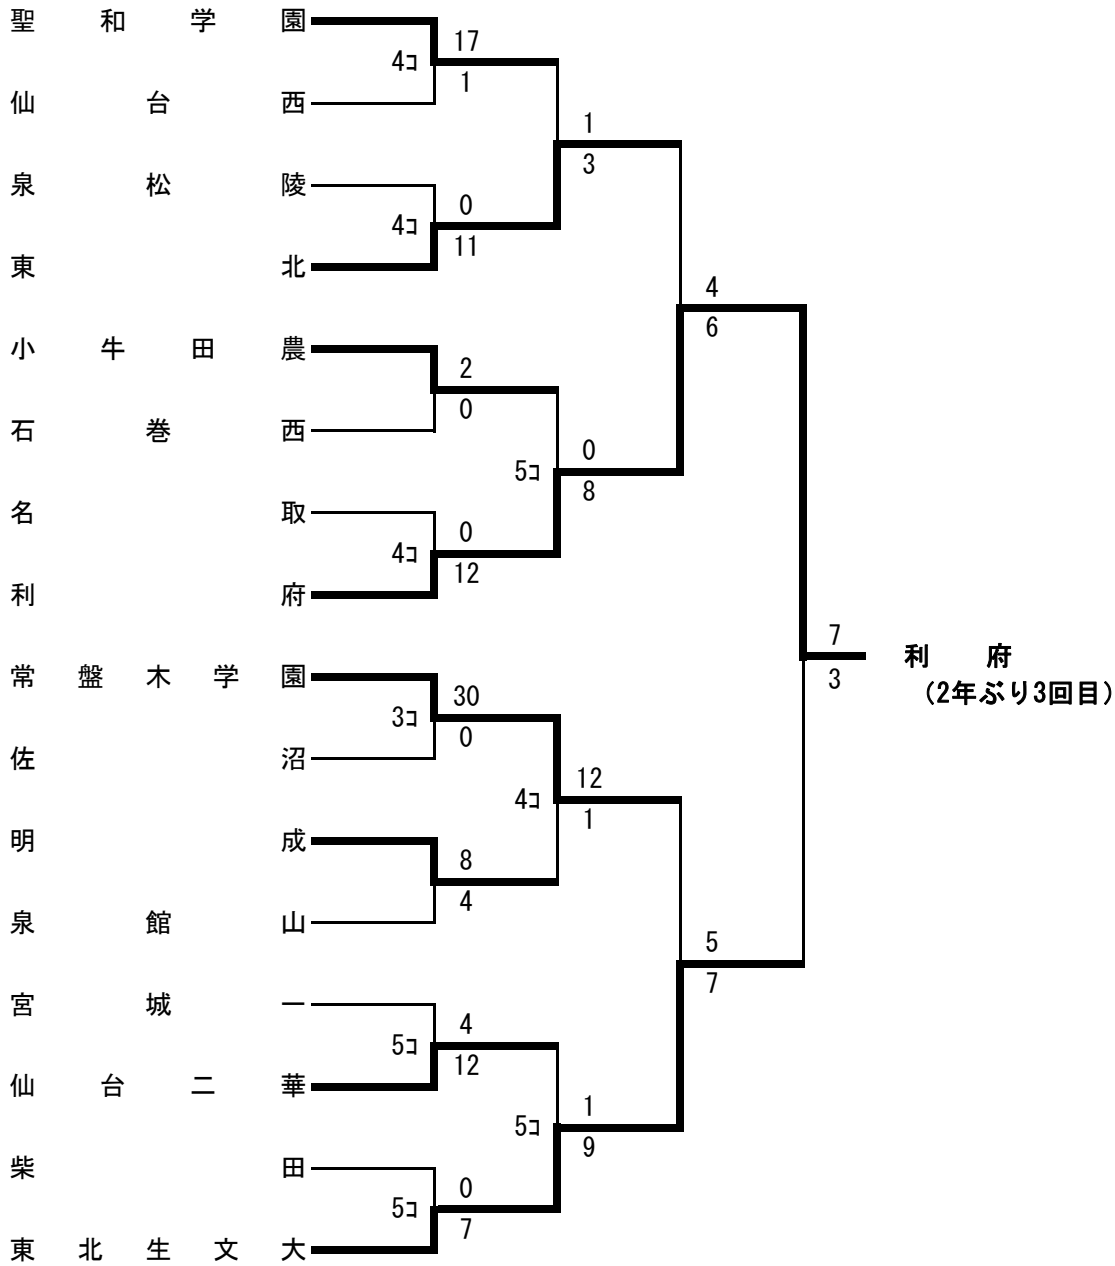 聖和学園
17
4コ
1
仙台西
1
3
泉松陵
0
4コ
11
東北
4
6
小牛田農
2
0
石巻西
0
5コ
8
名取
0
4コ
12
利府
7
利府
3
(2年ぶり3回目)
常盤木学園
30
3コ
0
佐沼
12
4コ
1
明成
8
4
泉館山
5
7
宮城一
4
5コ
12
仙台二華
1
5コ
9
柴田
0
5コ
7
東北生文大